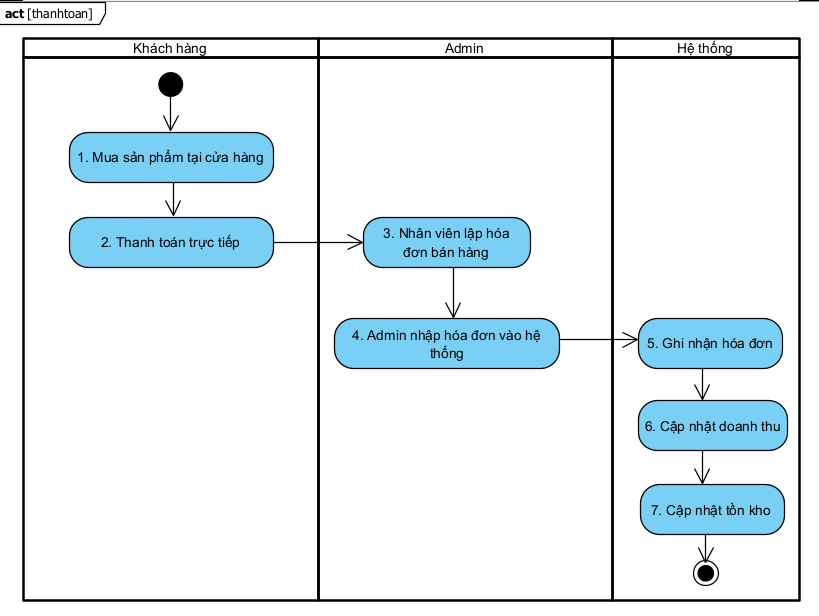 act [thanhtoan]
Khách hàng
Admin
Hệ thống
1. Mua sản phẩm tại cửa hàng
2. Thanh toán trực tiếp
3. Nhân viên lập hóa
đơn bán hàng
4. Admin nhập hóa đơn vào hệ
thống
5. Ghi nhận hóa đơn
6. Cập nhật doanh thu
7. Cập nhật tồn kho